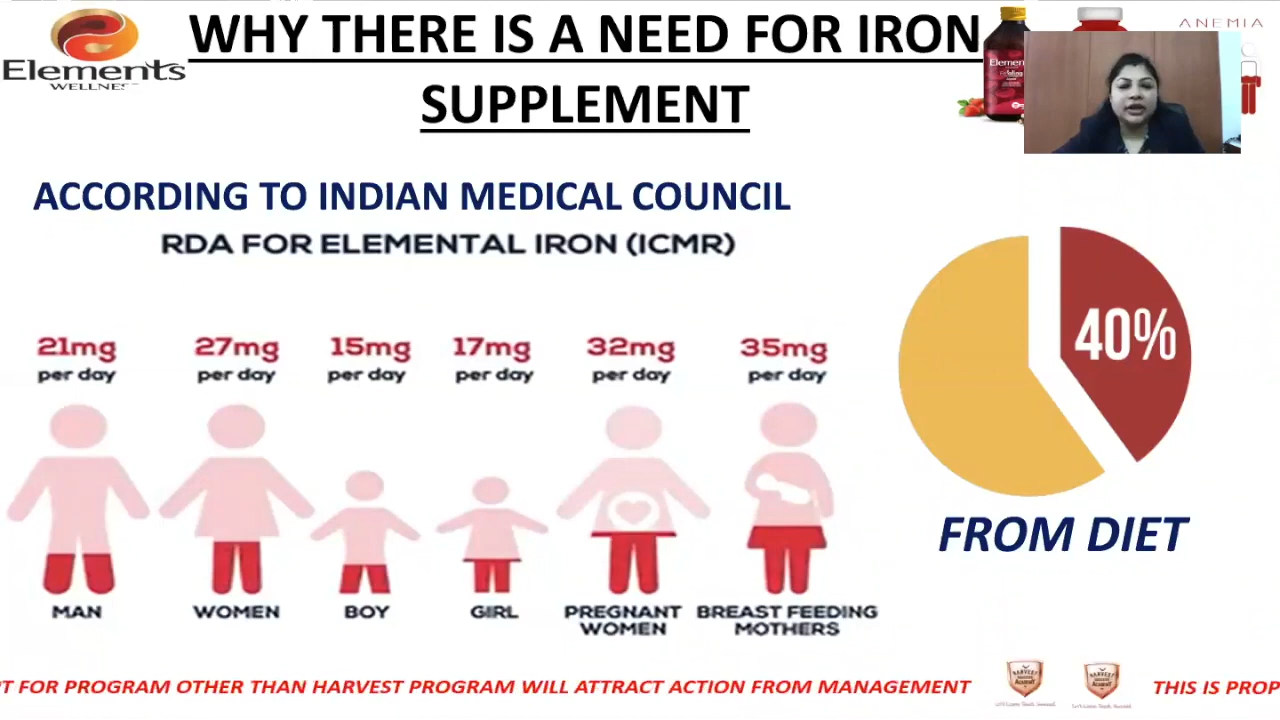 WHY THERE IS A NEED FOR IRON
SUPPLEMENT
Elements
WELLNESS
ANEMIA
ACCORDING TO INDIAN MEDICAL COUNCIL
RDA FOR ELEMENTAL IRON (ICMR)
21mg 27mg 15mg 17mg 32mg 35mg
per day per day per day per day per day per day
40%
FROM DIET
MAN WOMEN BOY GIRL PREGNANT WOMEN BREAST FEEDING MOTHERS
T FOR PROGRAM OTHER THAN HARVEST PROGRAM WILL ATTRACT ACTION FROM MANAGEMENT
THIS IS PROP